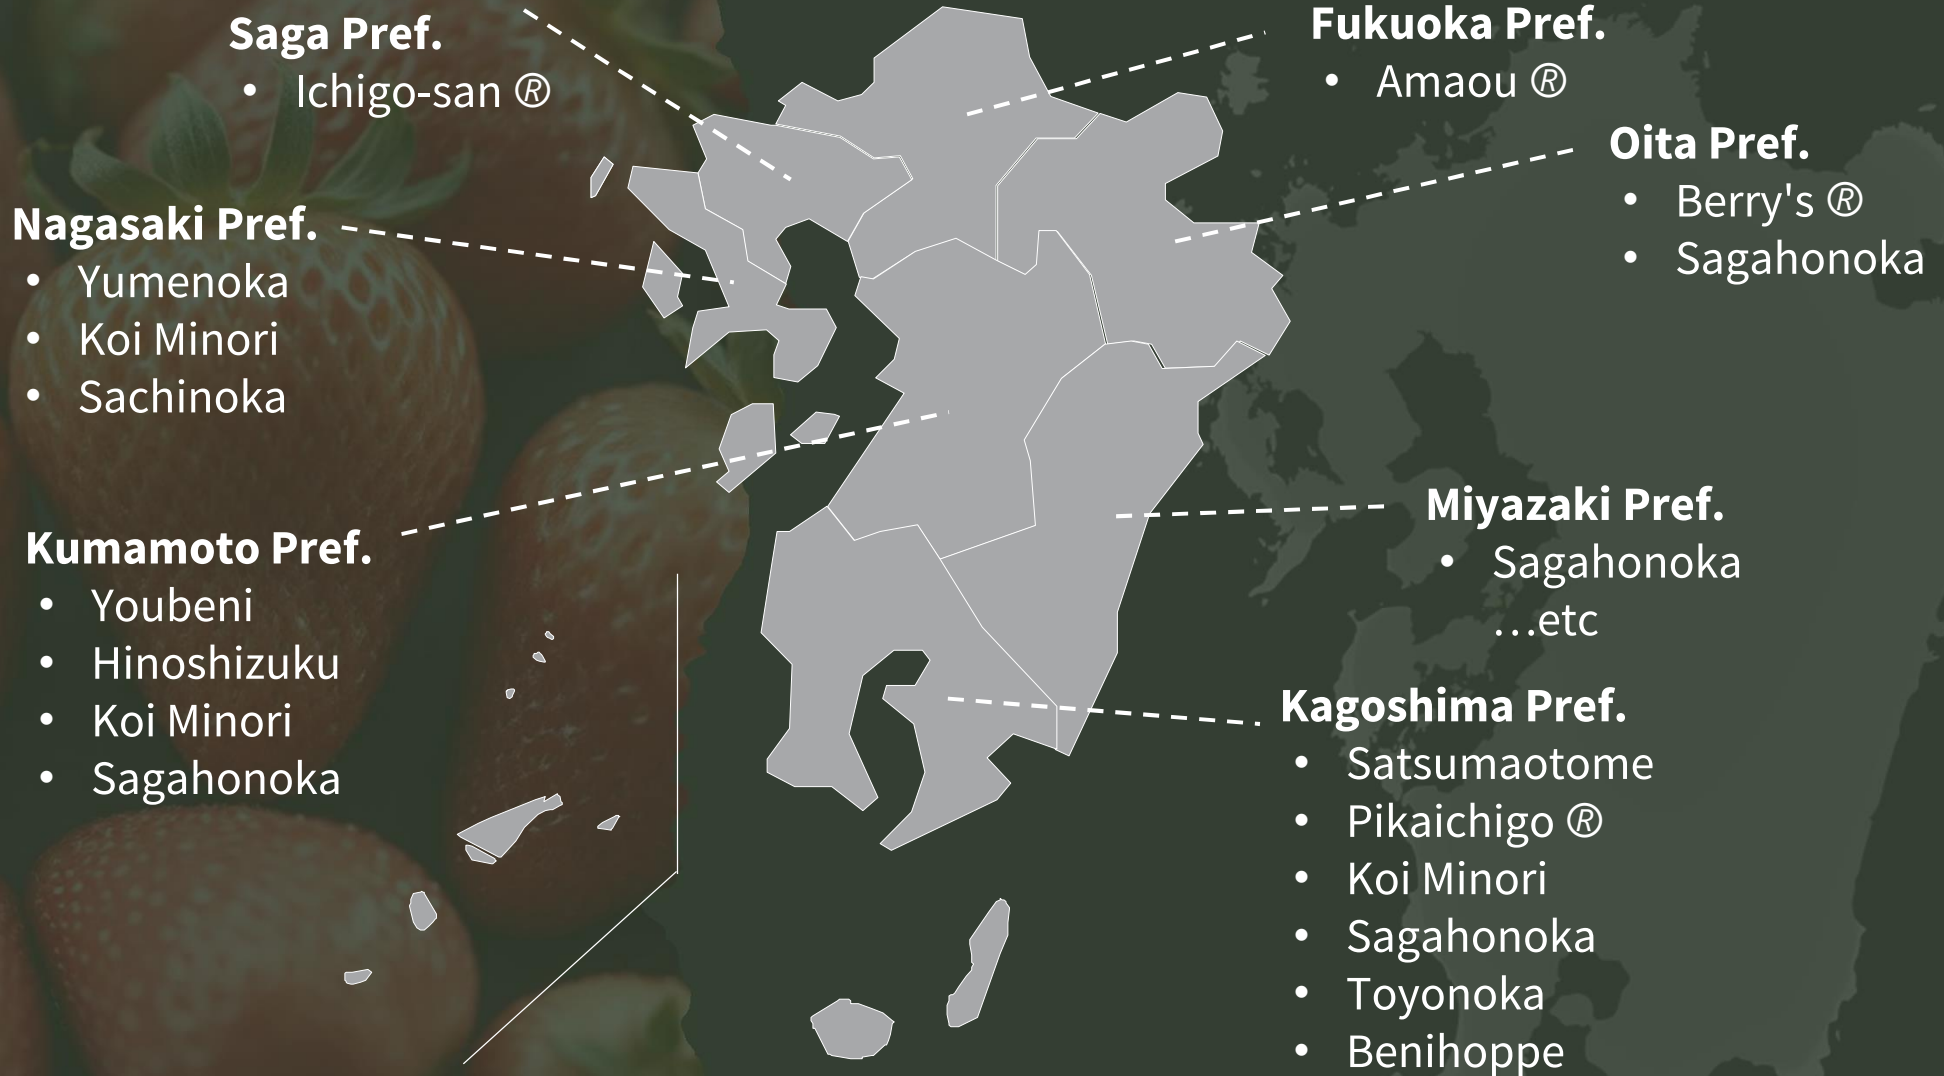 Saga Pref.
• Ichigo-san ®
Fukuoka Pref.
• Amaou ®
Oita Pref.
• Berry's ®
• Sagahonoka
Nagasaki Pref.
• Yumenoka
• Koi Minori
• Sachinoka
Kumamoto Pref.
• Youbeni
• Hinoshizuku
• Koi Minori
• Sagahonoka
Miyazaki Pref.
• Sagahonoka
…etc
Kagoshima Pref.
• Satsumaotome
• Pikaichigo ®
• Koi Minori
• Sagahonoka
• Toyonoka
• Benihoppe